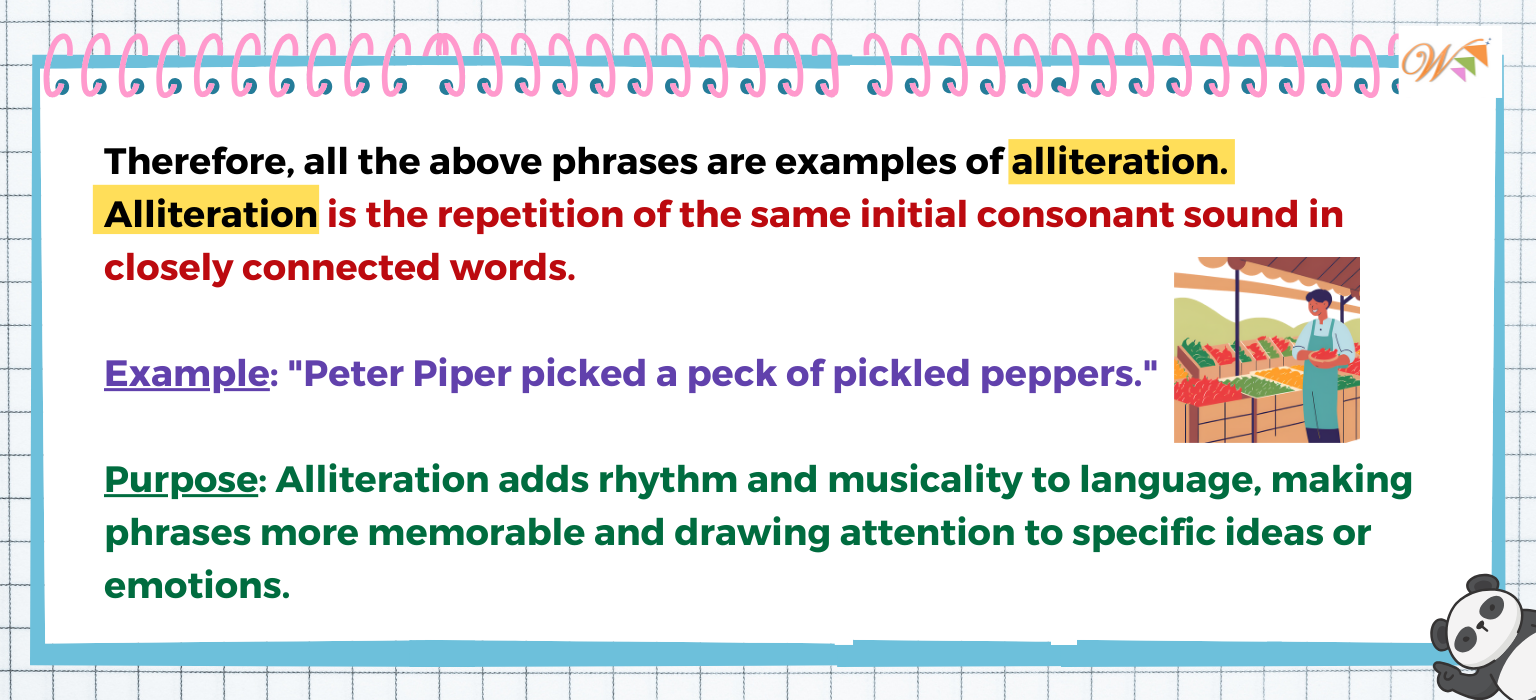 W
Therefore, all the above phrases are examples of alliteration.
Alliteration is the repetition of the same initial consonant sound in
closely connected words.
Example: "Peter Piper picked a peck of pickled peppers."
Purpose: Alliteration adds rhythm and musicality to language, making
phrases more memorable and drawing attention to specific ideas or
emotions.